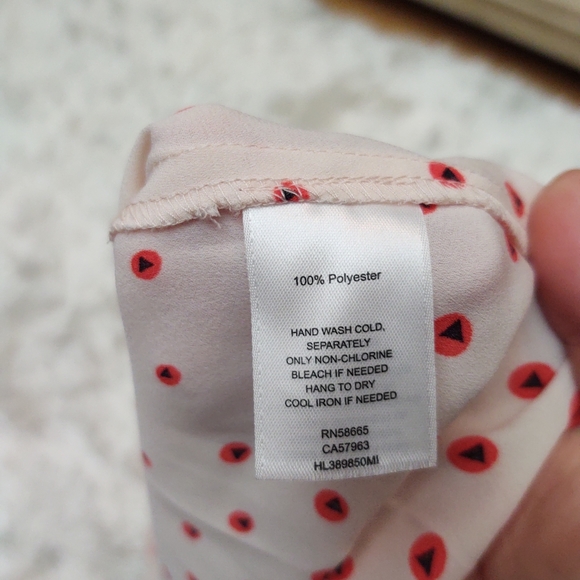 100% Polyester
HAND WASH COLD,
SEPARATELY
ONLY NON-CHLORINE
BLEACH IF NEEDED
HANG TO DRY
COOL IRON IF NEEDED
RN58665
CA57963
HL389850MI